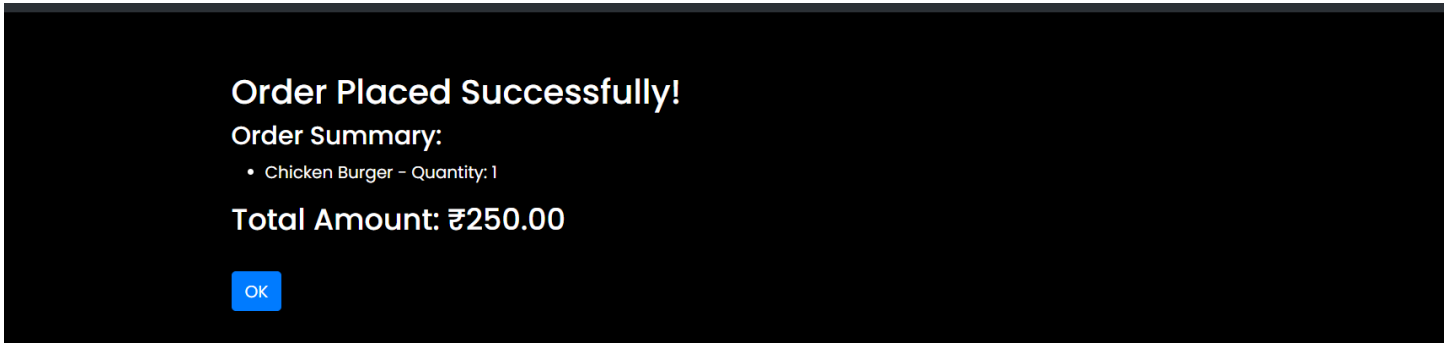 Order Placed Successfully!
Order Summary:
• Chicken Burger - Quantity: 1
Total Amount: ₹250.00
OK